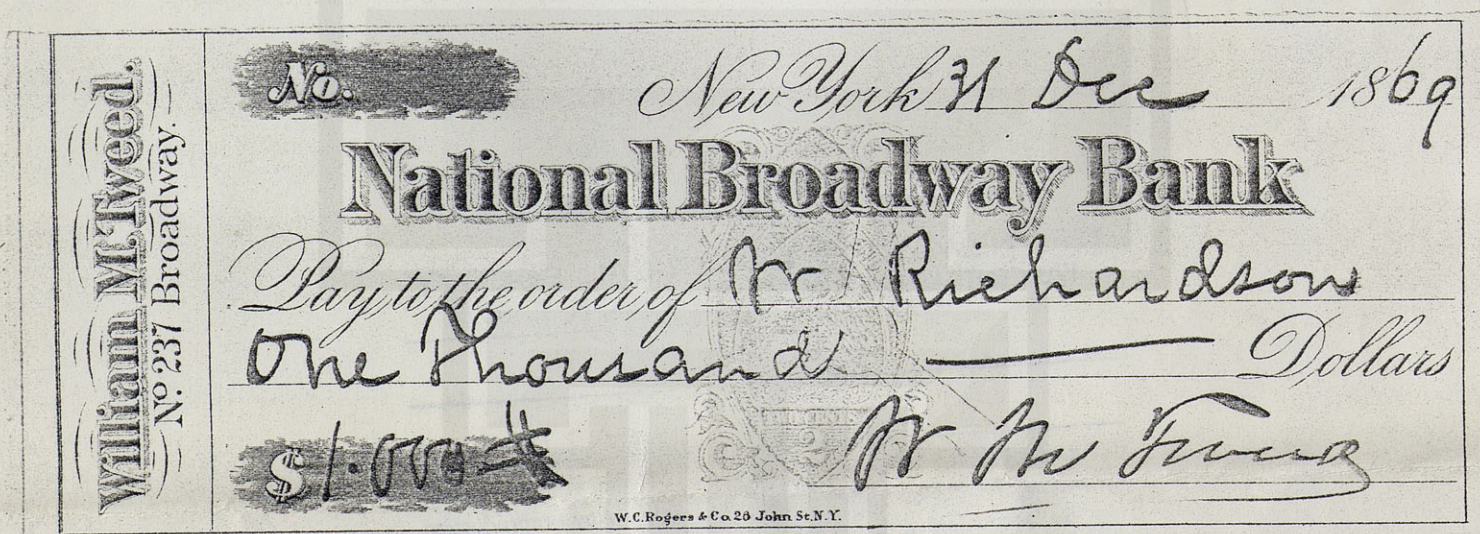 William M. Tweed.
No. 237 Broadway.
No.
New York 31 Dec 1869
National Broadway Bank
Pay to the order of W Richardson
One Thousand — Dollars
$ 1.000
W M Tweed
W.C. Rogers & Co. 26 John St. N.Y.